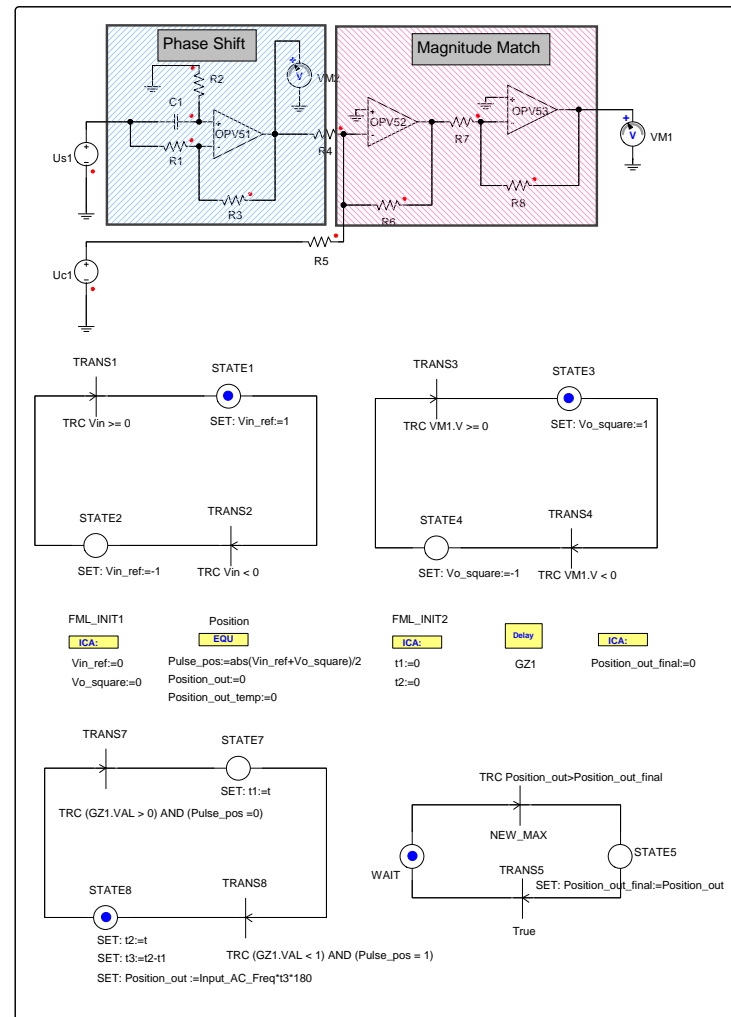 Phase Shift
Magnitude Match
R2
V
VM2
C1
OPV51
OPV52
OPV53
R4
R7
V
VM1
Us1
R1
R3
R6
R8
R5
Uc1
TRANS1
STATE1
TRC Vin >= 0
SET: Vin_ref:=1
STATE2
TRANS2
SET: Vin_ref:=-1
TRC Vin < 0
TRANS3
STATE3
TRC VM1.V >= 0
SET: Vo_square:=1
STATE4
TRANS4
SET: Vo_square:=-1
TRC VM1.V < 0
FML_INIT1
ICA:
Vin_ref:=0
Vo_square:=0
Position
EQU
Pulse_pos:=abs(Vin_ref+Vo_square)/2
Position_out:=0
Position_out_temp:=0
FML_INIT2
ICA:
t1:=0
t2:=0
Delay
GZ1
ICA:
Position_out_final:=0
TRANS7
STATE7
SET: t1:=t
TRC (GZ1.VAL > 0) AND (Pulse_pos =0)
STATE8
TRANS8
SET: t2:=t
SET: t3:=t2-t1
TRC (GZ1.VAL < 1) AND (Pulse_pos = 1)
SET: Position_out :=Input_AC_Freq*t3*180
TRC Position_out>Position_out_final
NEW_MAX
WAIT
STATE5
TRANS5
SET: Position_out_final:=Position_out
True